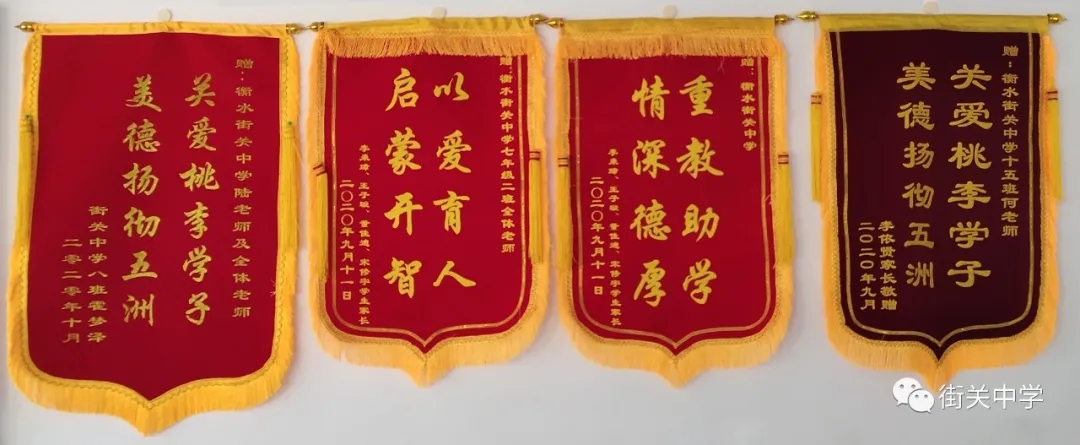 赠：衡水街关中学陆老师及全体老师
关爱桃李学子
美德扬彻五洲
街关中学八班霍梦泽
二零二零年十月
赠：衡水街关中学七年级二班全体老师
以爱育人
启蒙开智
二〇二〇年九月十一日
赠：衡水街关中学
重教助学
情深德厚
二〇二〇年九月十一日
赠：衡水街关中学十五班何老师
关爱桃李学子
美德扬彻五洲
李依贤家长敬赠
二〇二〇年九月
街关中学